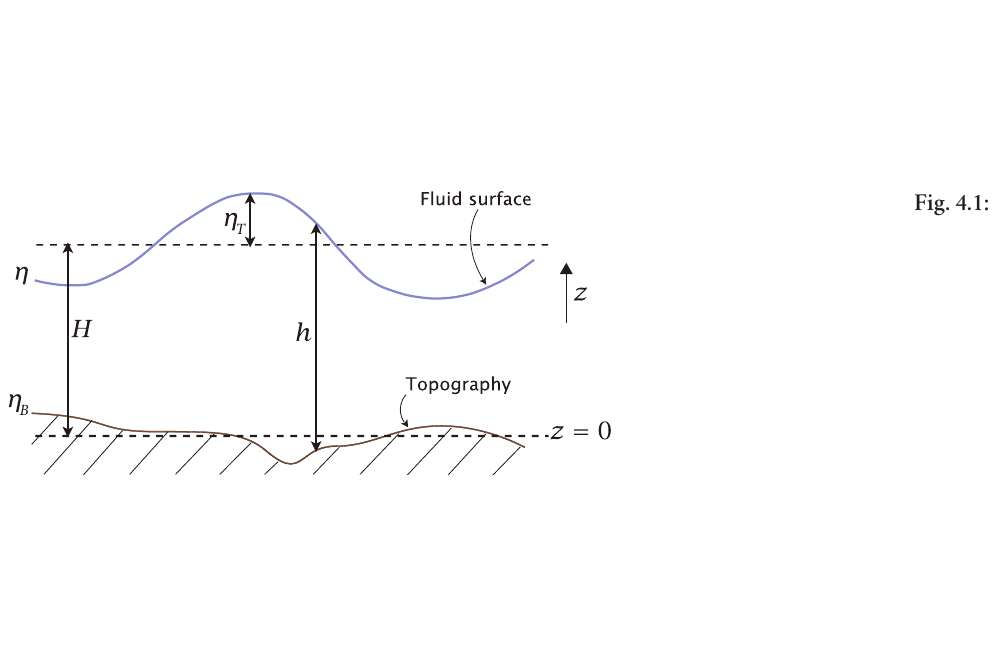 Fluid surface
Fig. 4.1:
η_T
η
z
H
h
Topography
η_B
z = 0